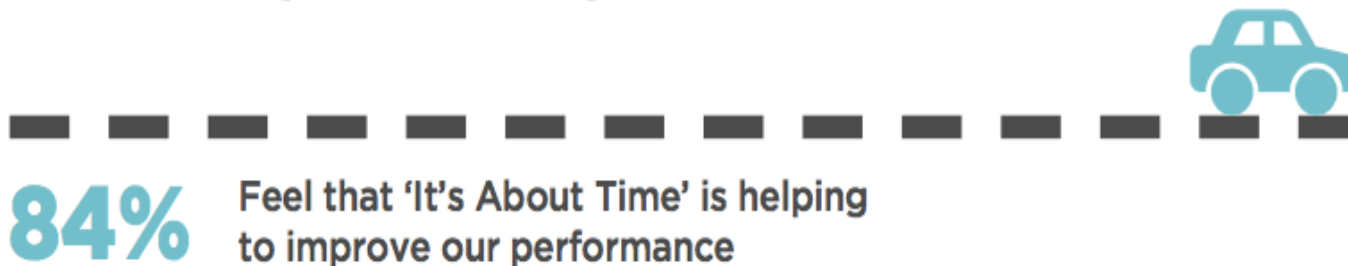 84%
Feel that ‘It’s About Time’ is helping
to improve our performance